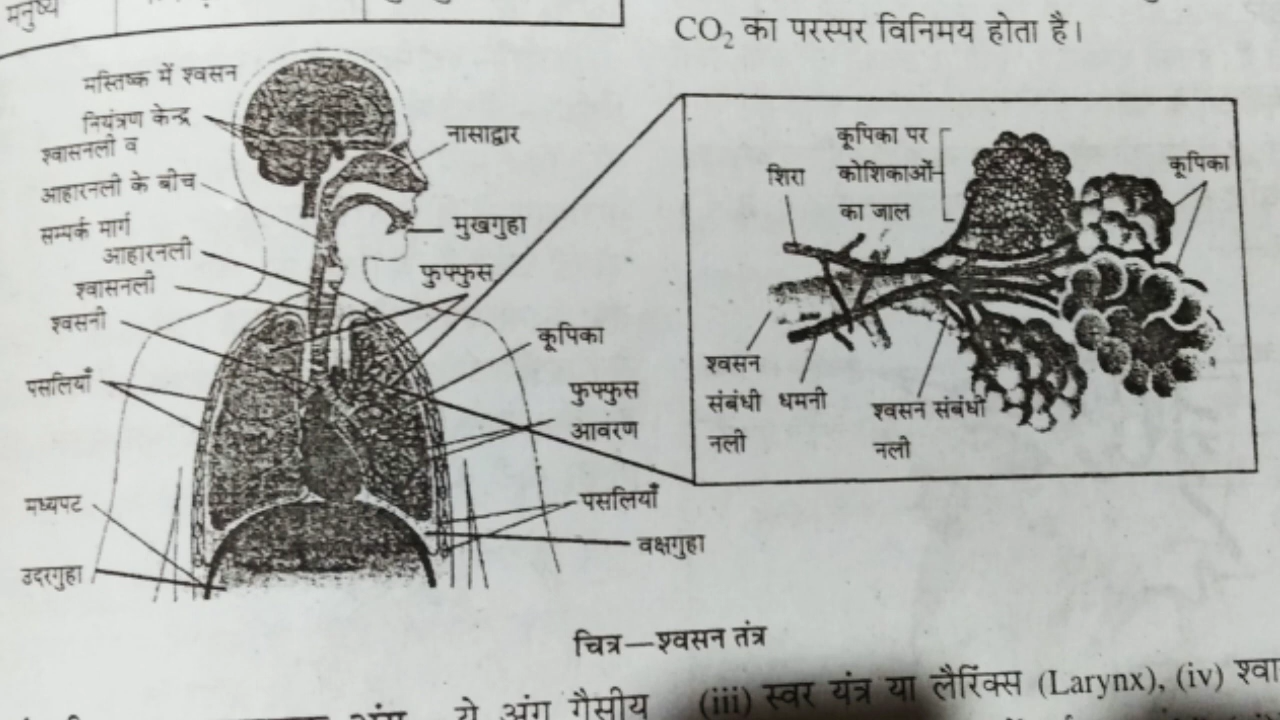 मनुष्य
CO₂ का परस्पर विनिमय होता है।
मस्तिष्क में श्वसन
नियंत्रण केन्द्र
श्वासनली व
आहारनली के बीच
सम्पर्क मार्ग
आहारनली
श्वासनली
श्वसनी
पसलियाँ
मध्यपट
उदरगुहा
नासाद्वार
मुखगुहा
फुफ्फुस
कूपिका
फुफ्फुस
आवरण
पसलियाँ
वक्षगुहा
कूपिका पर
कोशिकाओं
का जाल
शिरा
कूपिका
श्वसन
संबंधी
नली
धमनी
श्वसन संबंधी
नली
चित्र—श्वसन तंत्र
अंग ये अंग गैसीय
(iii) स्वर यंत्र या लैरिंक्स (Larynx), (iv) श्वा